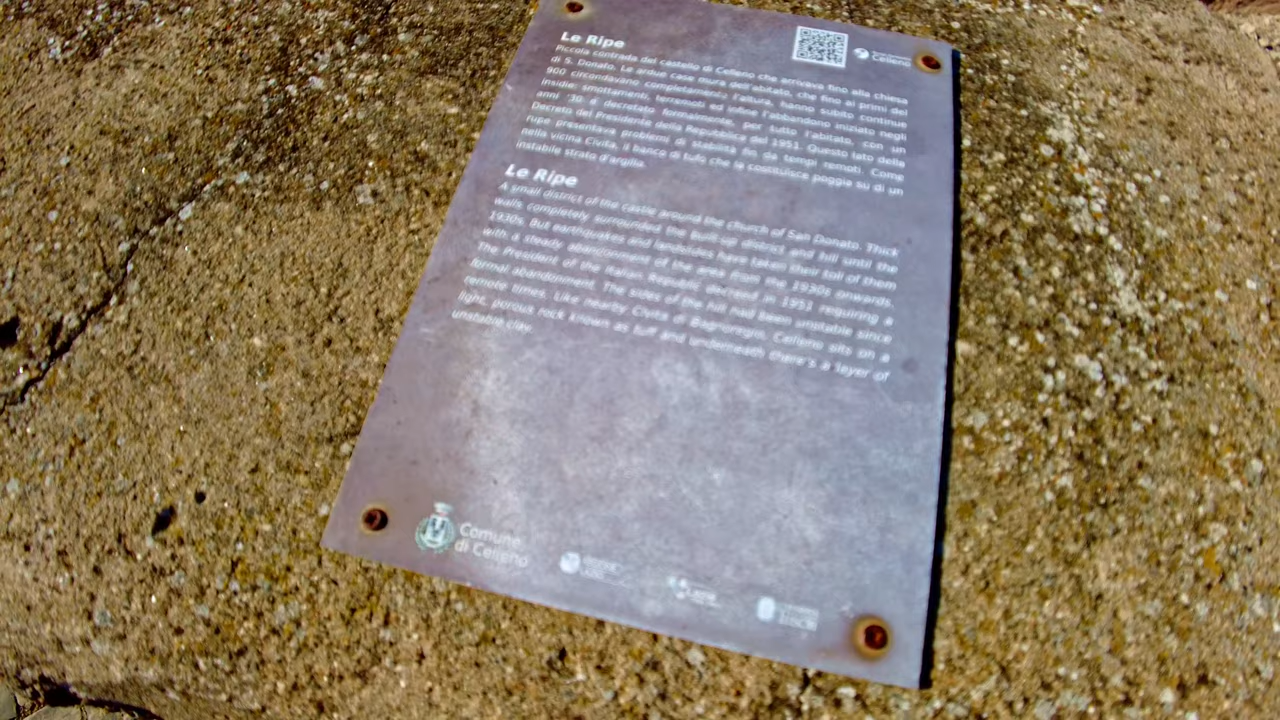 Le Ripe
Piccola contrada del castello di Celleno che arrivava fino alla chiesa
di S. Donato. Le ardue case mura dell'abitato, che fino ai primi del
900 circondavano completamente l'altura, hanno subito continue
insidie: smottamenti, terremoti ed infine l'abbandono iniziato negli
anni '30 e decretato formalmente, per tutto l'abitato, con un
Decreto del Presidente della Repubblica del 1951. Questo lato della
rupe presentava problemi di stabilità fin da tempi remoti. Come
nella vicina Civita, il banco di tufo che la costituisce poggia su di un
instabile strato d'argilla.
Celleno
Le Ripe
A small district of the castle around the church of San Donato. Thick
walls completely surrounded the district and hill until the
1930s. But earthquakes and landslides have taken their toll of them
with a steady abandonment of the area from the 1930s onwards.
The President of the Italian Republic decreed in 1951 requiring a
formal abandonment. The sides of the hill had been unstable since
remote times. Like nearby Civita di Bagnoregio, Celleno sits on a
light, porous rock known as tuff and underneath there's a layer of
unstable clay.
Comune
di Celleno